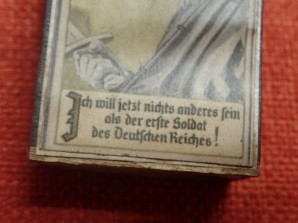 Ich will jetzt nichts anderes sein
als der erste Soldat
des Deutschen Reiches!